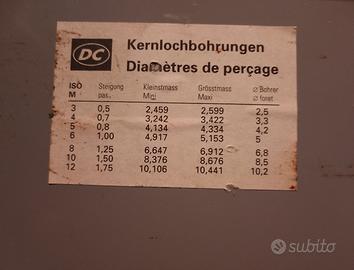 DC
Kernlochbohrungen
Diamètres de perçage
ISO Steigung Kleinstmass Grösstmass ⌀ Bohrer
M pas. Mini Maxi ⌀ foret
3 0,5 2,459 2,599 2,5
4 0,7 3,242 3,422 3,3
5 0,8 4,134 4,334 4,2
6 1,00 4,917 5,153 5
8 1,25 6,647 6,912 6,8
10 1,50 8,376 8,676 8,5
12 1,75 10,106 10,441 10,2
subito